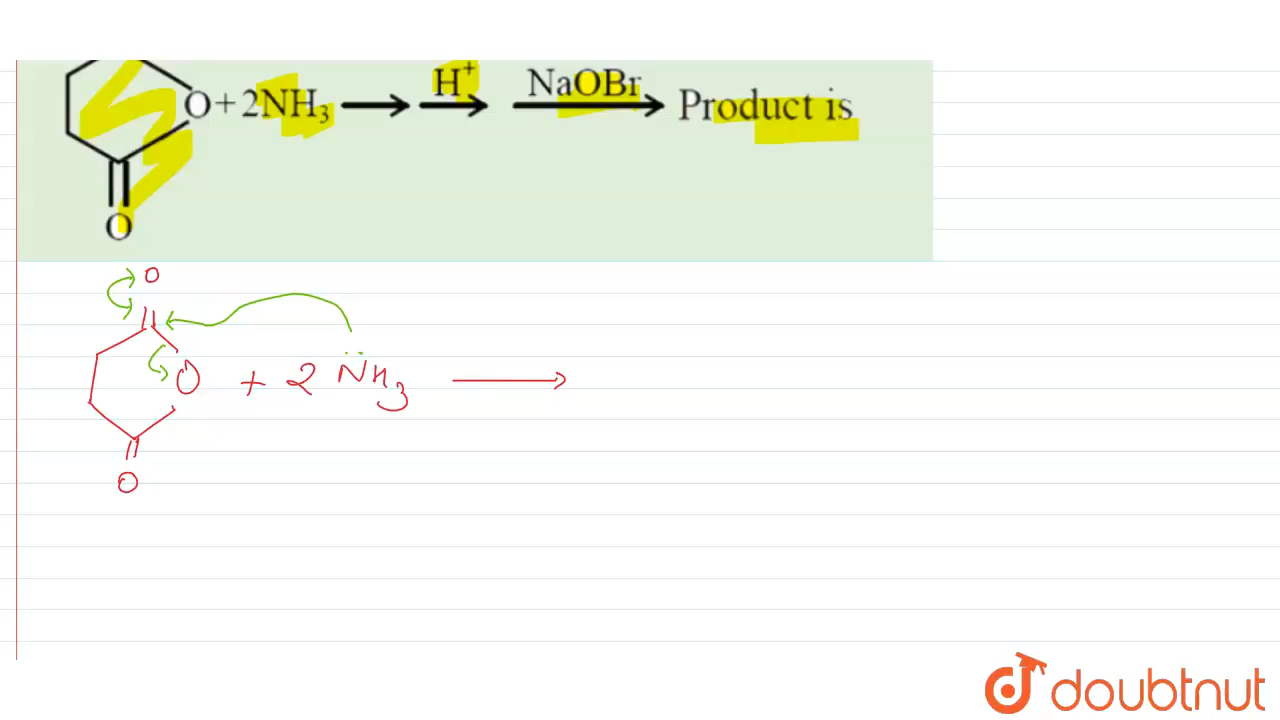 O + 2NH₃ ⟶ H⁺ ⟶ NaOBr ⟶ Product is
O
O
O + 2 NH₃ ⟶
O
doubtnut